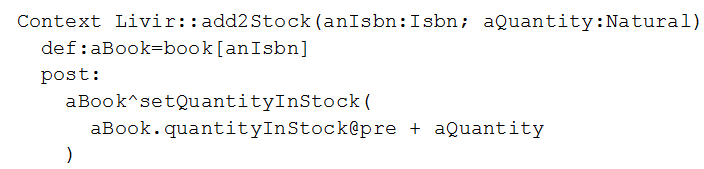 Context Livir::add2Stock(anIsbn:Isbn; aQuantity:Natural)
  def:aBook=book[anIsbn]
  post:
    aBook^setQuantityInStock(
      aBook.quantityInStock@pre + aQuantity
    )